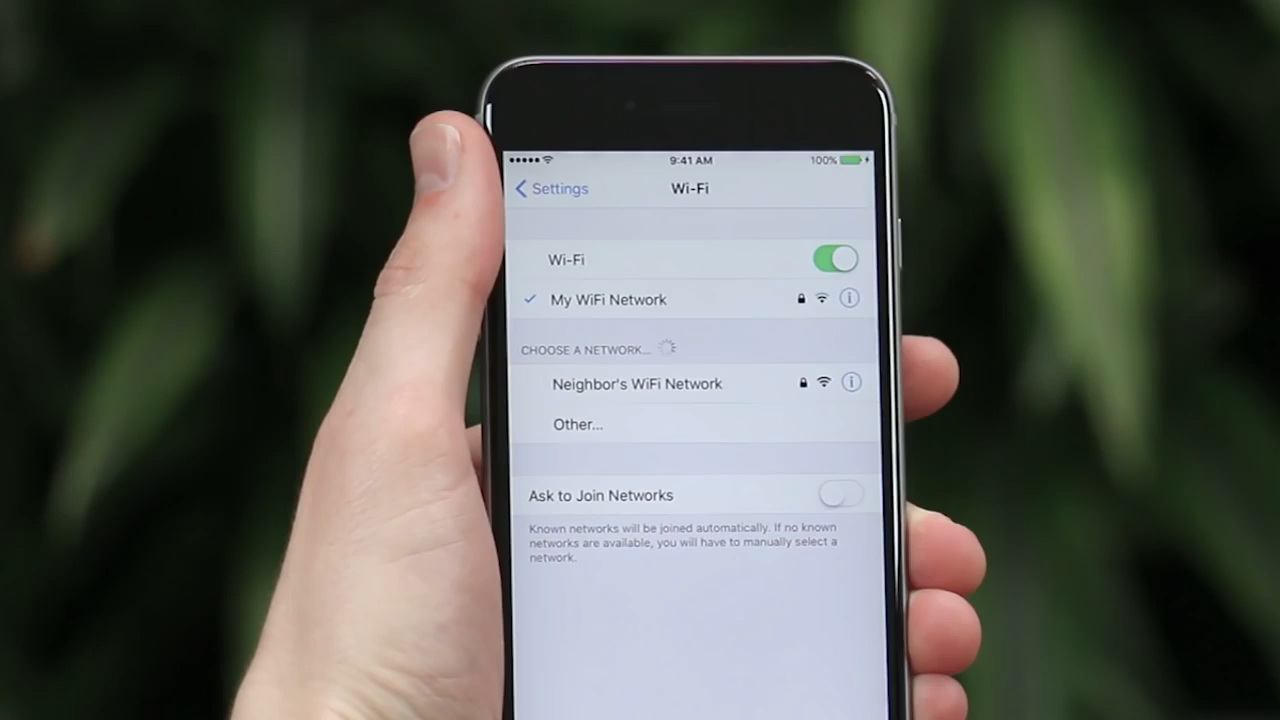 9:41 AM 100%
Settings Wi-Fi
Wi-Fi
My WiFi Network
CHOOSE A NETWORK...
Neighbor's WiFi Network
Other...
Ask to Join Networks
Known networks will be joined automatically. If no known
networks are available, you will have to manually select a
network.